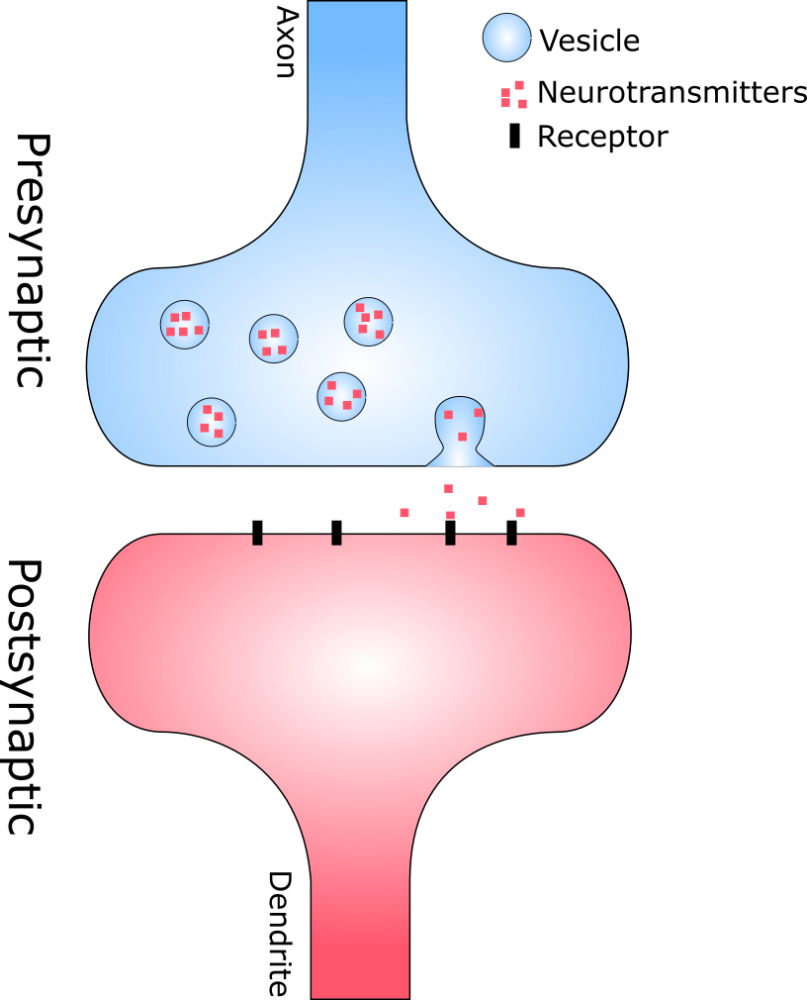 Axon
Vesicle
Neurotransmitters
Receptor
Presynaptic
Postsynaptic
Dendrite